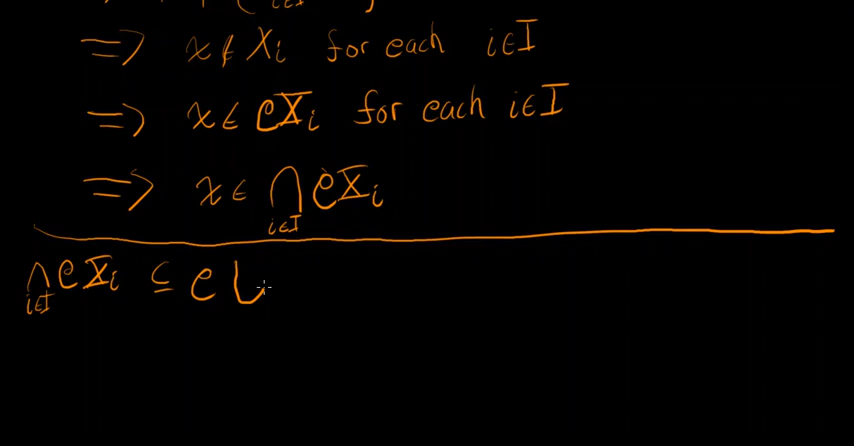 i∈I
⇒ x ∉ X_i for each i∈I
⇒ x ∈ ∁X_i for each i∈I
⇒ x ∈ ⋂_{i∈I} ∁X_i
⋂_{i∈I} ∁X_i ⊆ ∁